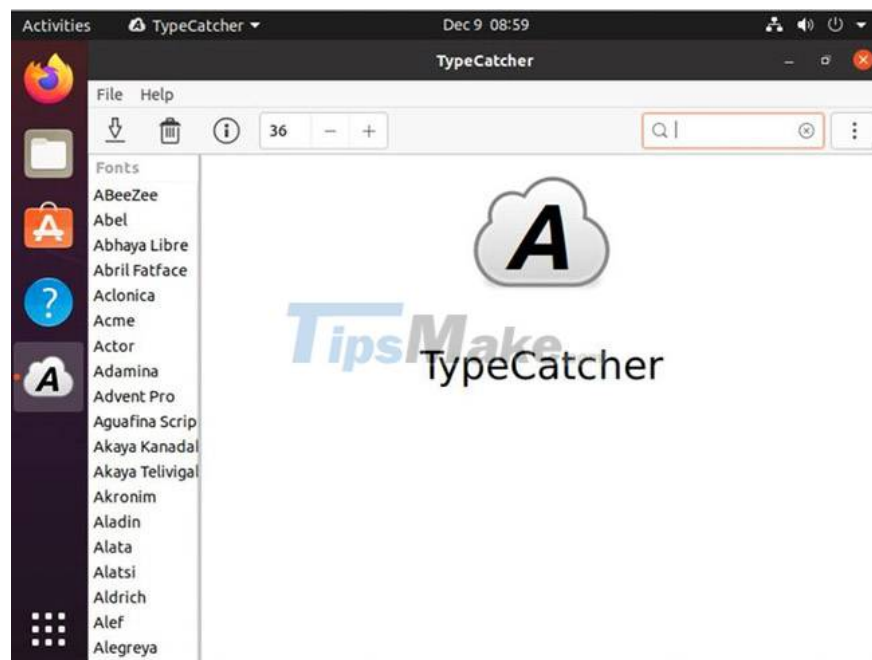 Activities TypeCatcher Dec 9 08:59
TypeCatcher
File Help
36 − +
Fonts
ABeeZee
Abel
Abhaya Libre
Abril Fatface
Aclonica
Acme
Actor
Adamina
Advent Pro
Aguafina Scrip
Akaya Kanadal
Akaya Telivigal
Akronim
Aladin
Alata
Alatsi
Aldrich
Alef
Alegreya
A
TipsMake.com
TypeCatcher